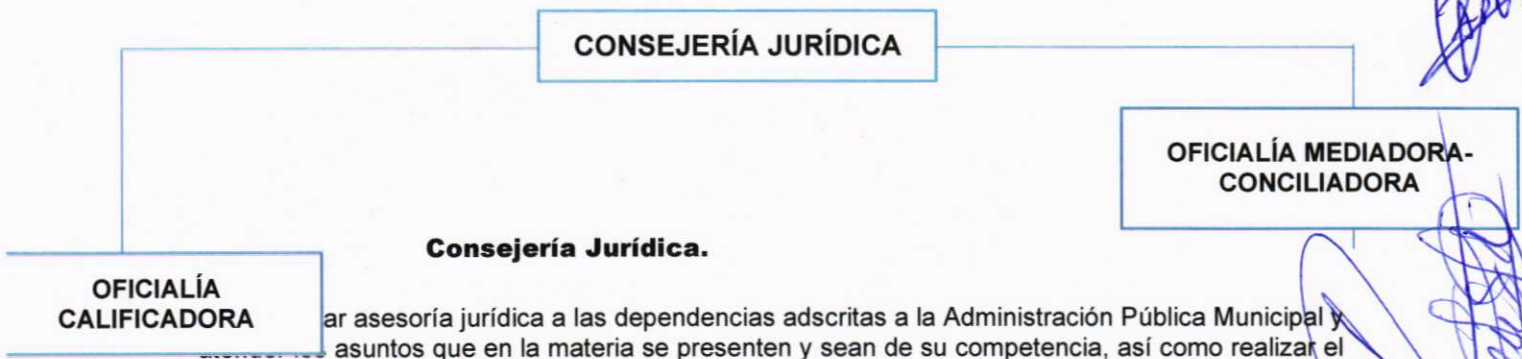 CONSEJERÍA JURÍDICA
OFICIALÍA MEDIADORA-
CONCILIADORA
Consejería Jurídica.
OFICIALÍA
CALIFICADORA
ar asesoría jurídica a las dependencias adscritas a la Administración Pública Municipal y
asuntos que en la materia se presenten y sean de su competencia, así como realizar el